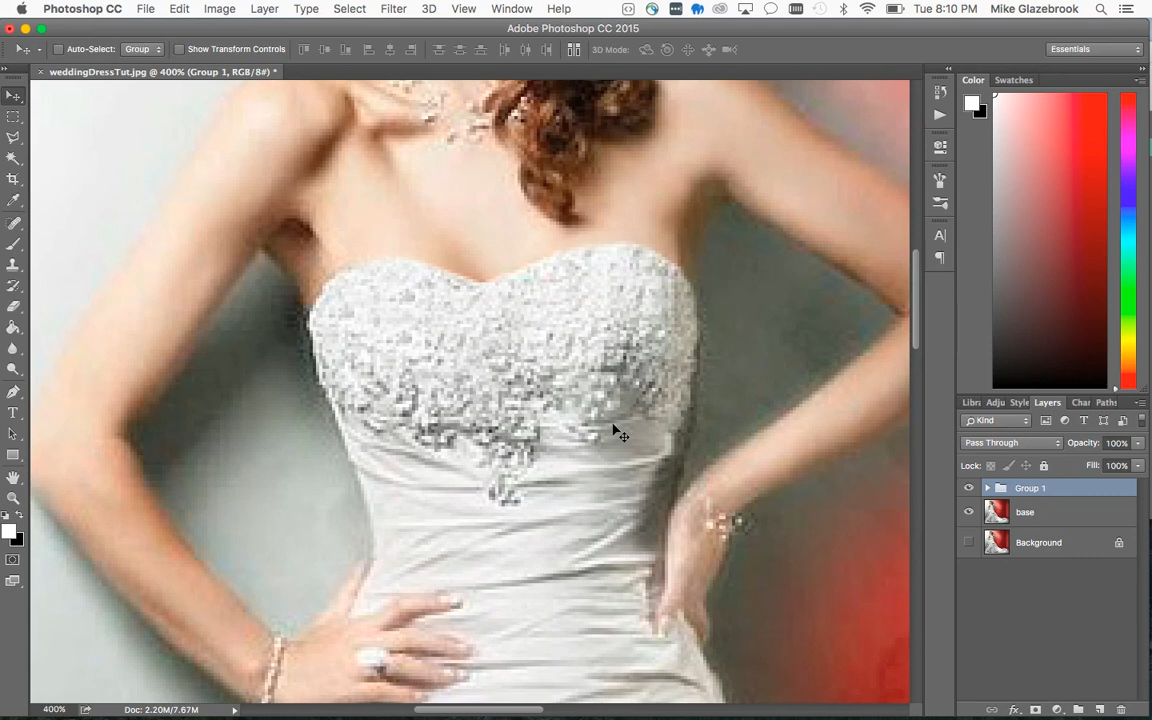 Photoshop CC File Edit Image Layer Type Select Filter 3D View Window Help Tue 8:10 PM Mike Glazebrook
Adobe Photoshop CC 2015
Auto-Select: Group Show Transform Controls 3D Mode: Essentials
× weddingDressTut.jpg @ 400% (Group 1, RGB/8#) *
Color Swatches
Libr Adju Style Layers Char Paths
Kind
Pass Through Opacity: 100%
Lock: Fill: 100%
Group 1
base
Background
400% Doc: 2.20M/7.67M